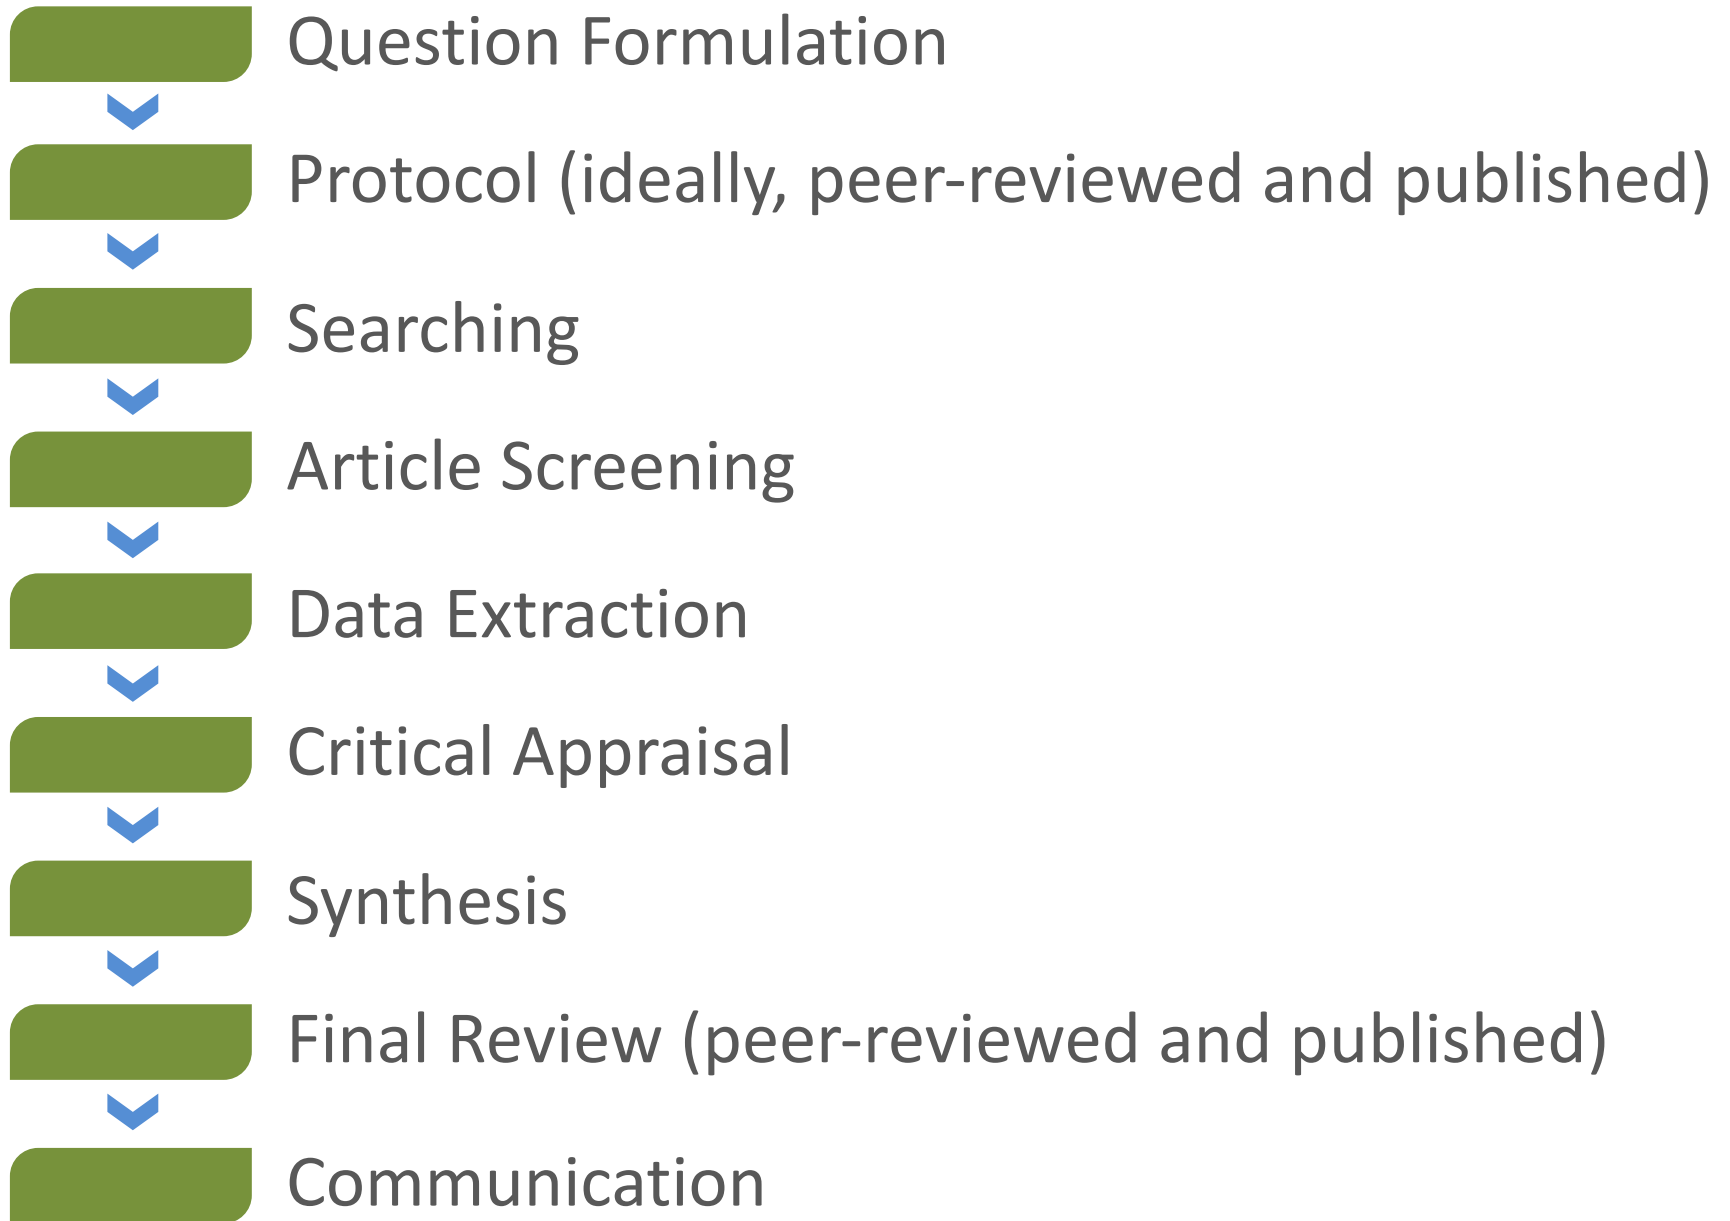 Question Formulation
Protocol (ideally, peer-reviewed and published)
Searching
Article Screening
Data Extraction
Critical Appraisal
Synthesis
Final Review (peer-reviewed and published)
Communication